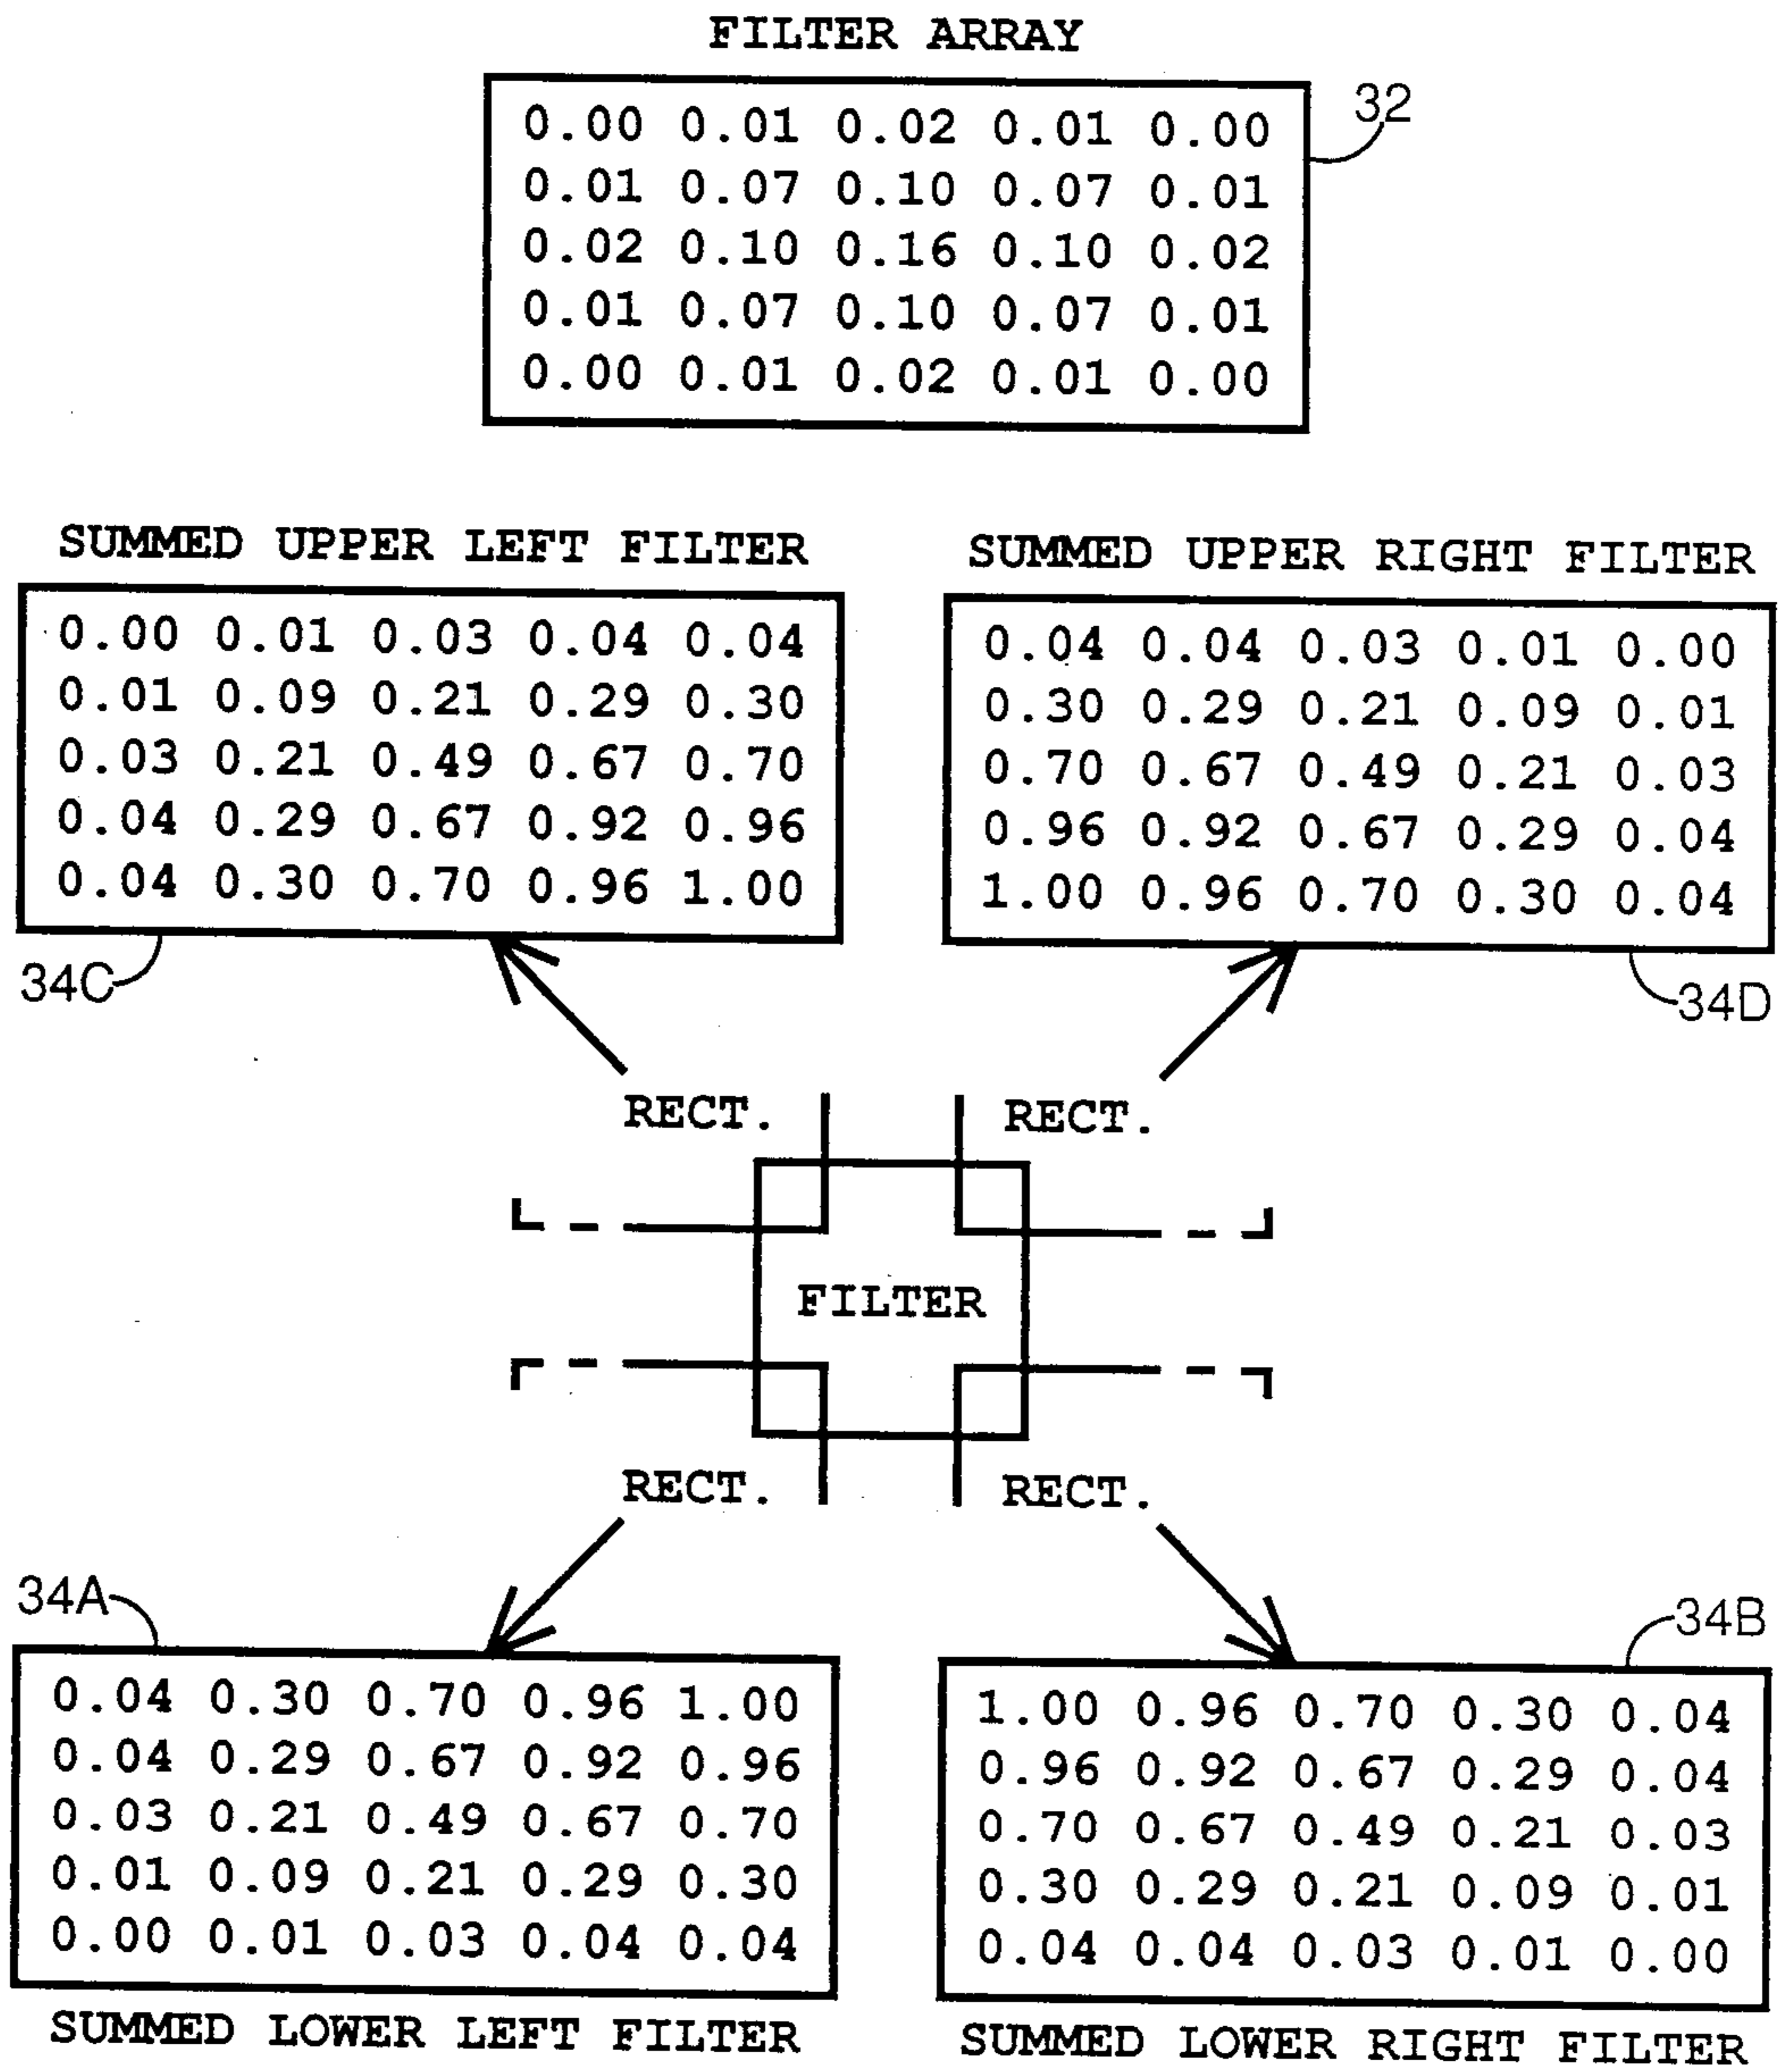 FILTER ARRAY
32
0.00 0.01 0.02 0.01 0.00
0.01 0.07 0.10 0.07 0.01
0.02 0.10 0.16 0.10 0.02
0.01 0.07 0.10 0.07 0.01
0.00 0.01 0.02 0.01 0.00
SUMMED UPPER LEFT FILTER
0.00 0.01 0.03 0.04 0.04
0.01 0.09 0.21 0.29 0.30
0.03 0.21 0.49 0.67 0.70
0.04 0.29 0.67 0.92 0.96
0.04 0.30 0.70 0.96 1.00
34C
SUMMED UPPER RIGHT FILTER
0.04 0.04 0.03 0.01 0.00
0.30 0.29 0.21 0.09 0.01
0.70 0.67 0.49 0.21 0.03
0.96 0.92 0.67 0.29 0.04
1.00 0.96 0.70 0.30 0.04
34D
RECT.
RECT.
FILTER
RECT.
RECT.
34A
0.04 0.30 0.70 0.96 1.00
0.04 0.29 0.67 0.92 0.96
0.03 0.21 0.49 0.67 0.70
0.01 0.09 0.21 0.29 0.30
0.00 0.01 0.03 0.04 0.04
SUMMED LOWER LEFT FILTER
34B
1.00 0.96 0.70 0.30 0.04
0.96 0.92 0.67 0.29 0.04
0.70 0.67 0.49 0.21 0.03
0.30 0.29 0.21 0.09 0.01
0.04 0.04 0.03 0.01 0.00
SUMMED LOWER RIGHT FILTER